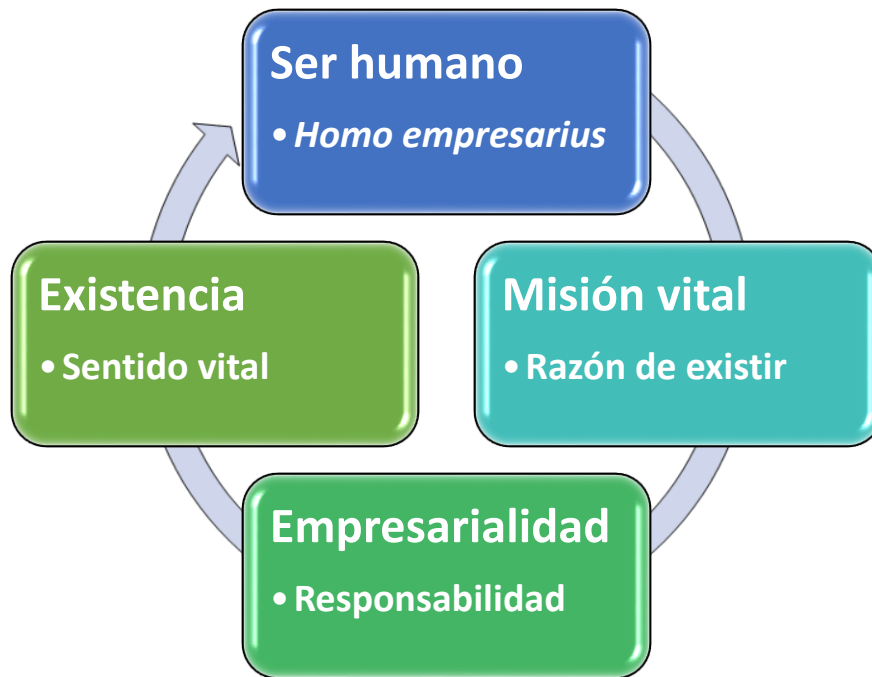 Ser humano
• Homo empresarius
Misión vital
• Razón de existir
Empresarialidad
• Responsabilidad
Existencia
• Sentido vital